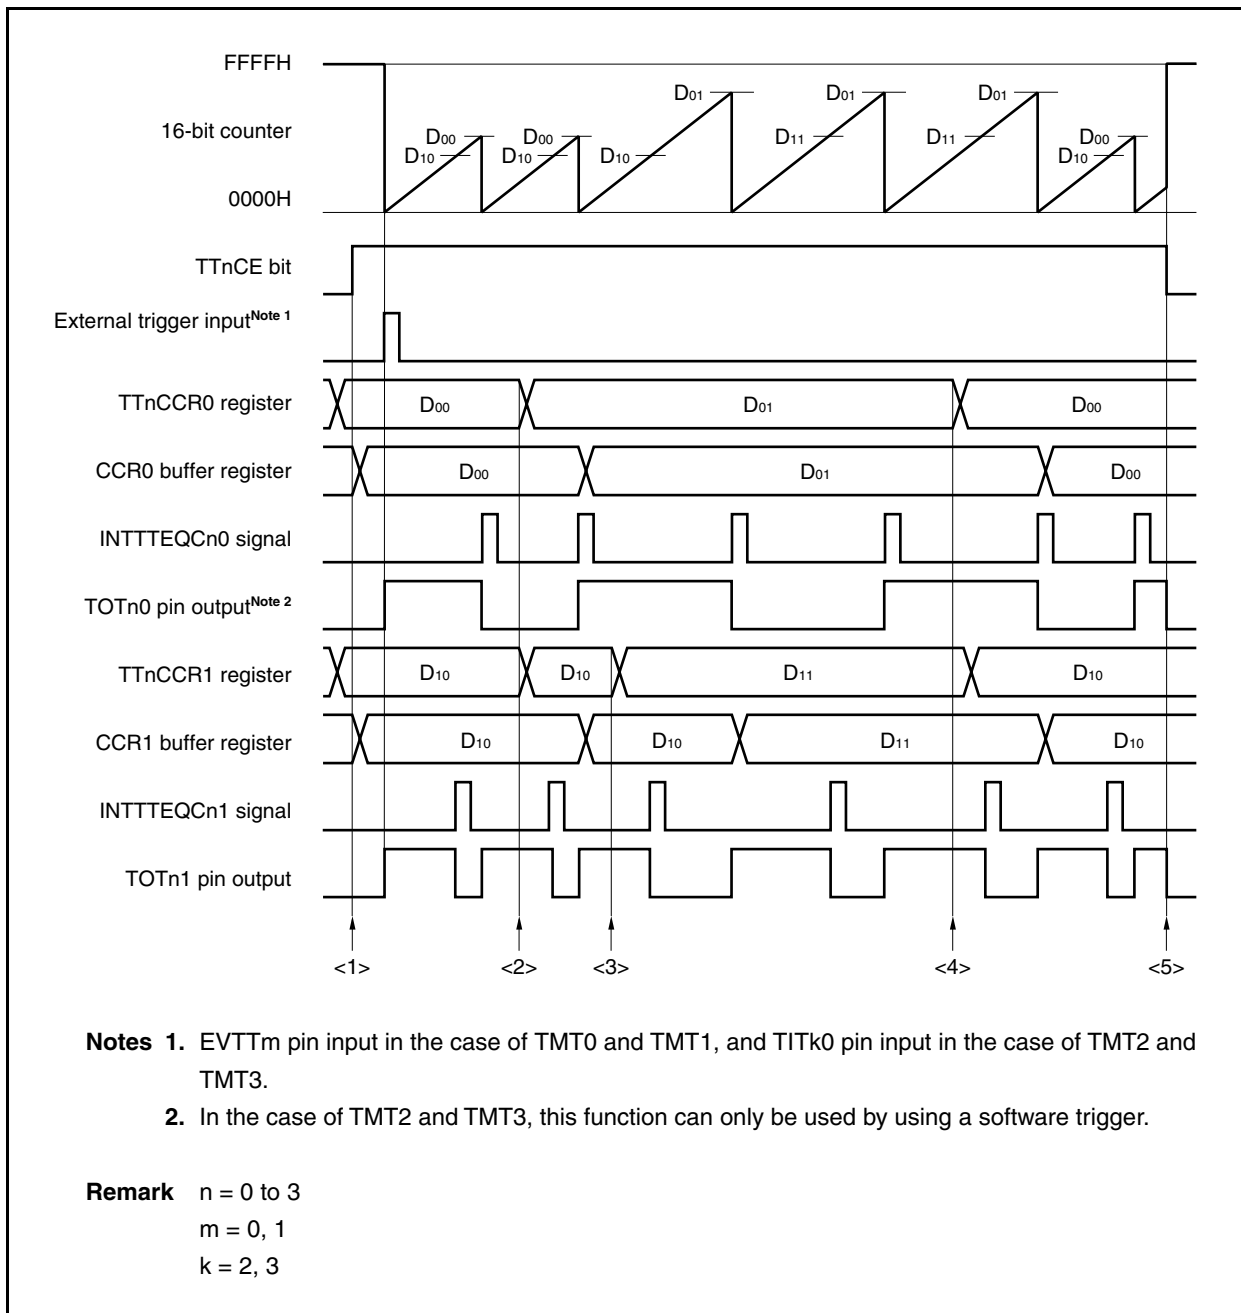 FFFFH
D01 D01 D01
16-bit counter
D00 D00 D11 D11 D00
D10 D10 D10 D10
0000H
TTnCE bit
External trigger input Note 1
TTnCCR0 register D00 D01 D00
CCR0 buffer register D00 D01 D00
INTTTEQCn0 signal
TOTn0 pin output Note 2
TTnCCR1 register D10 D10 D11 D10
CCR1 buffer register D10 D10 D11 D10
INTTTEQCn1 signal
TOTn1 pin output
<1> <2> <3> <4> <5>
Notes 1. EVTTm pin input in the case of TMT0 and TMT1, and TITk0 pin input in the case of TMT2 and
TMT3.
2. In the case of TMT2 and TMT3, this function can only be used by using a software trigger.
Remark n = 0 to 3
m = 0, 1
k = 2, 3